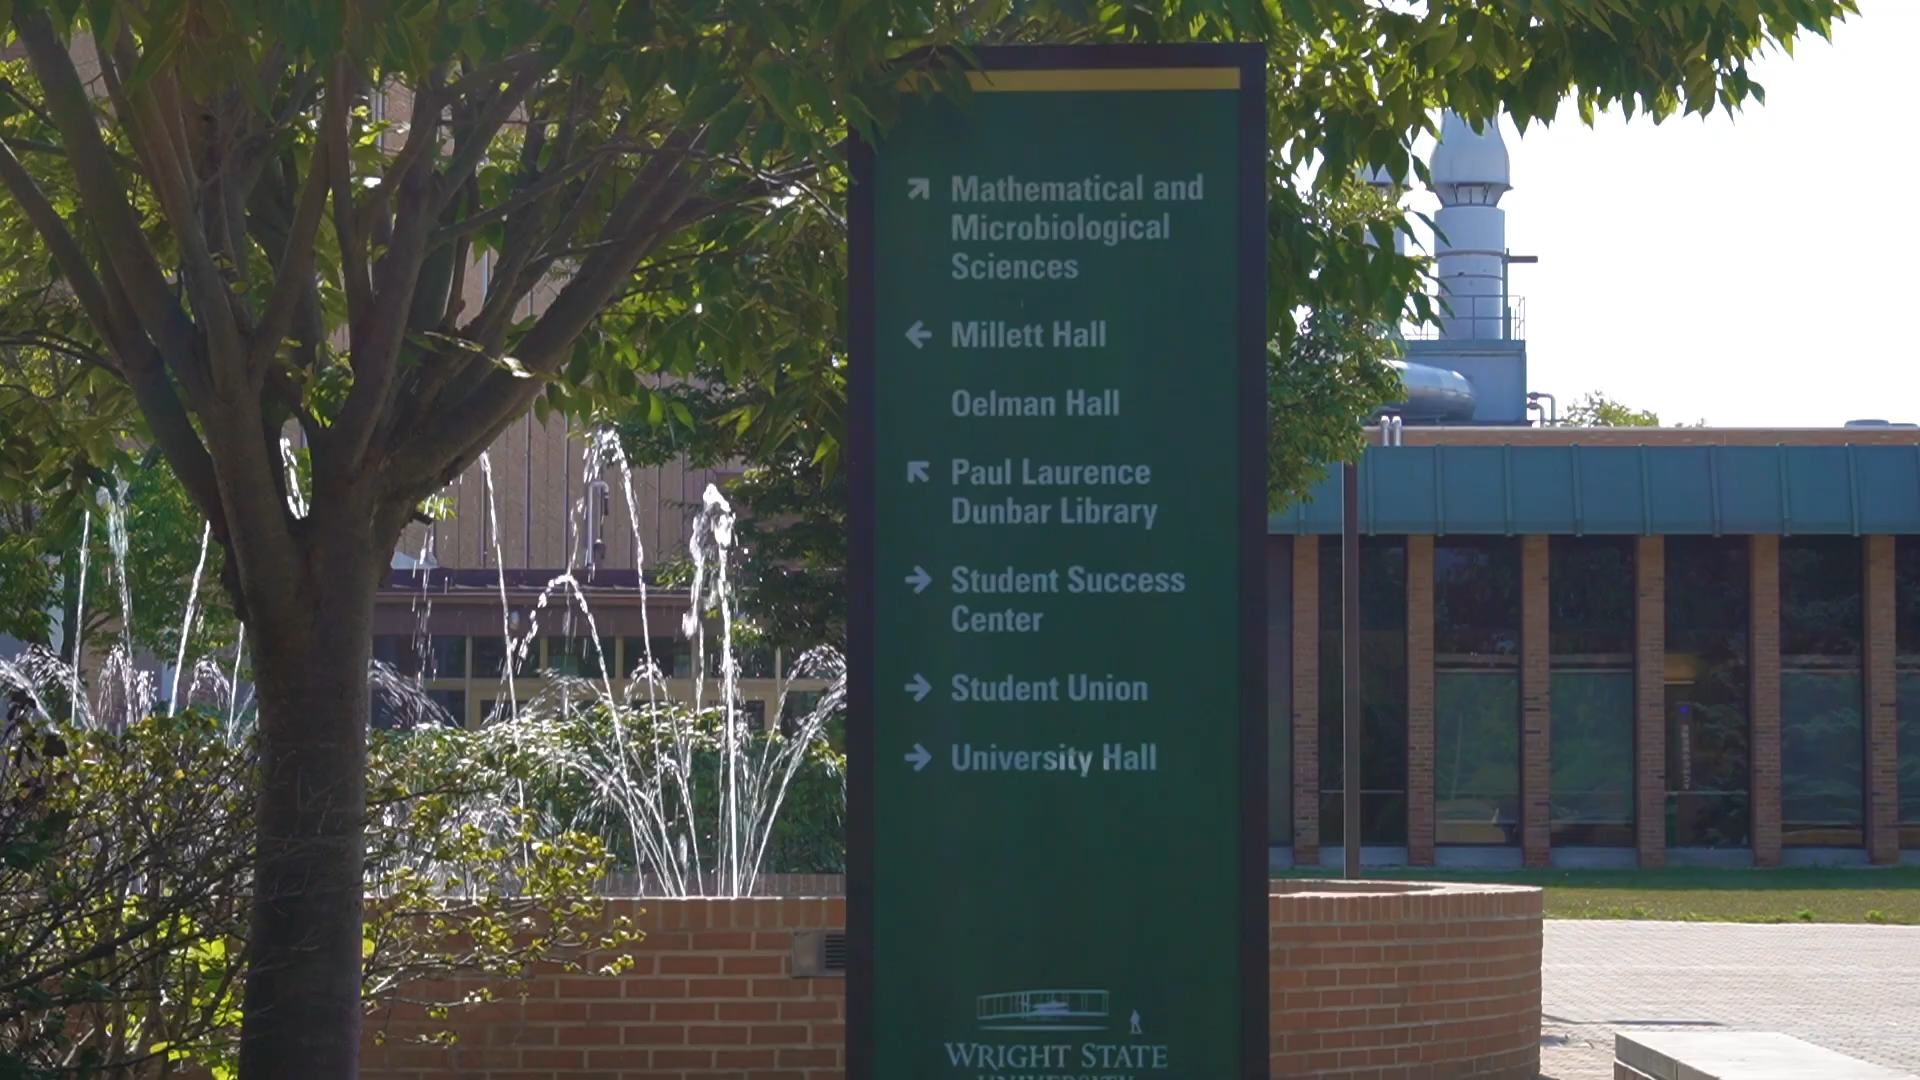 Mathematical and
Microbiological
Sciences
Millett Hall
Oelman Hall
Paul Laurence
Dunbar Library
Student Success
Center
Student Union
University Hall
WRIGHT STATE
UNIVERSITY